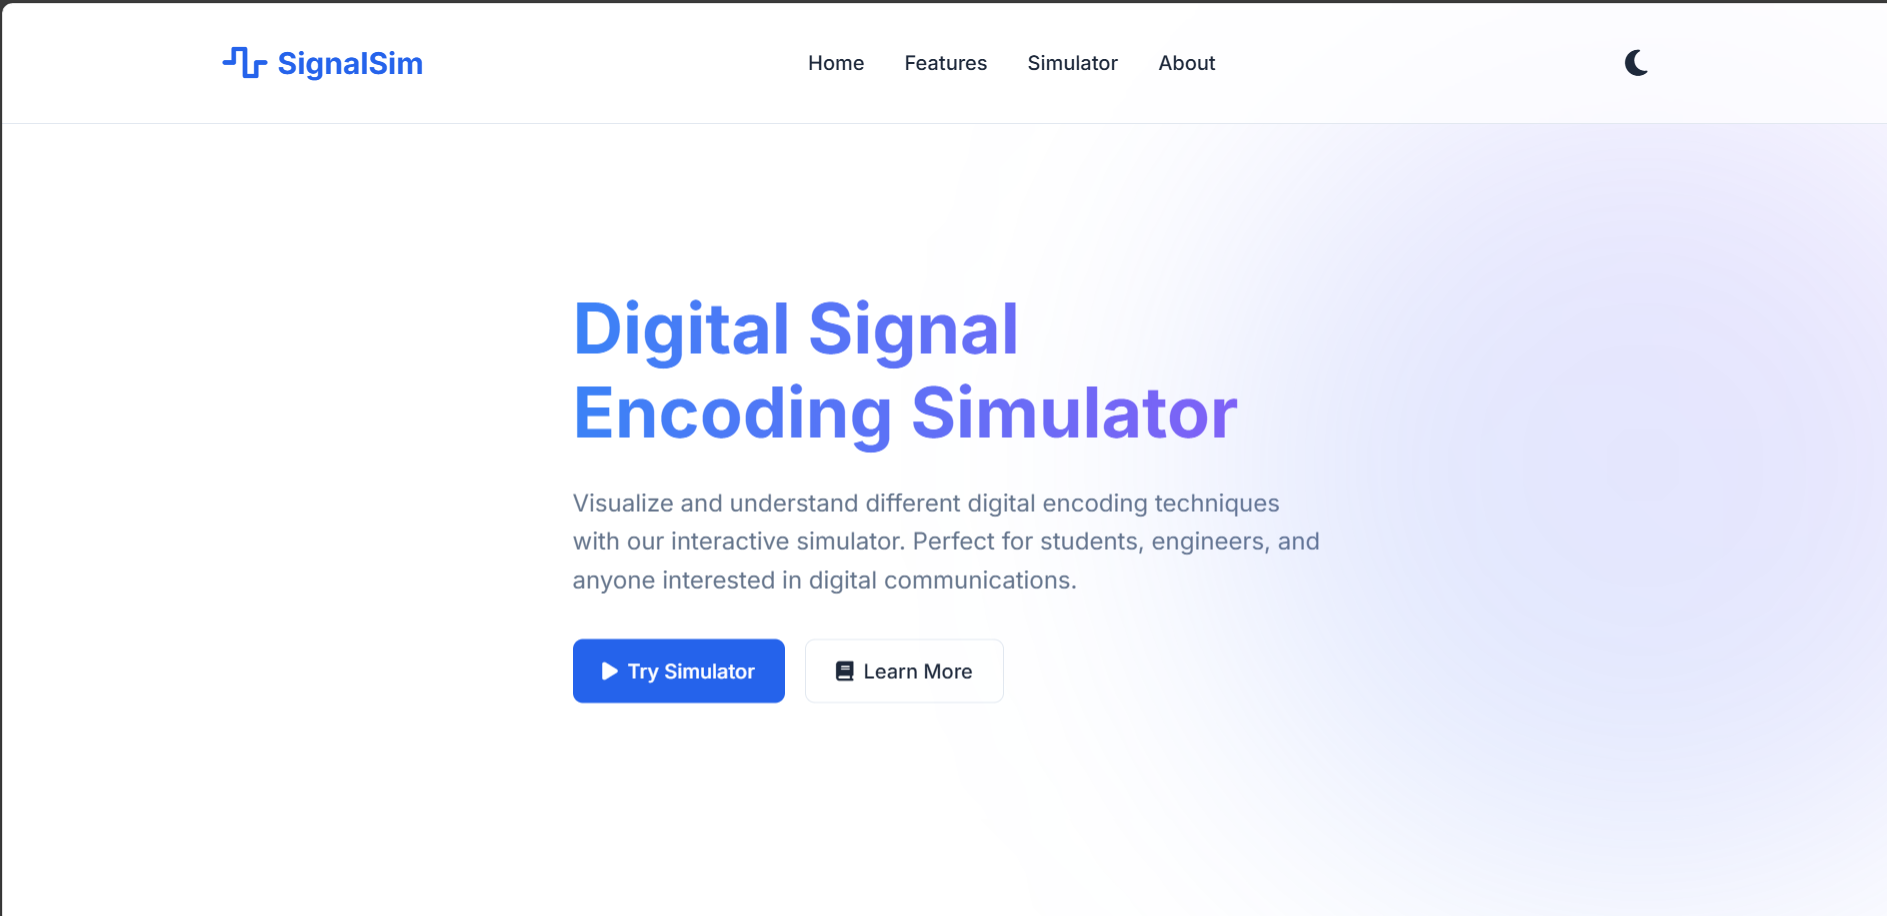 SignalSim
Home
Features
Simulator
About
Digital Signal
Encoding Simulator
Visualize and understand different digital encoding techniques
with our interactive simulator. Perfect for students, engineers, and
anyone interested in digital communications.
Try Simulator
Learn More